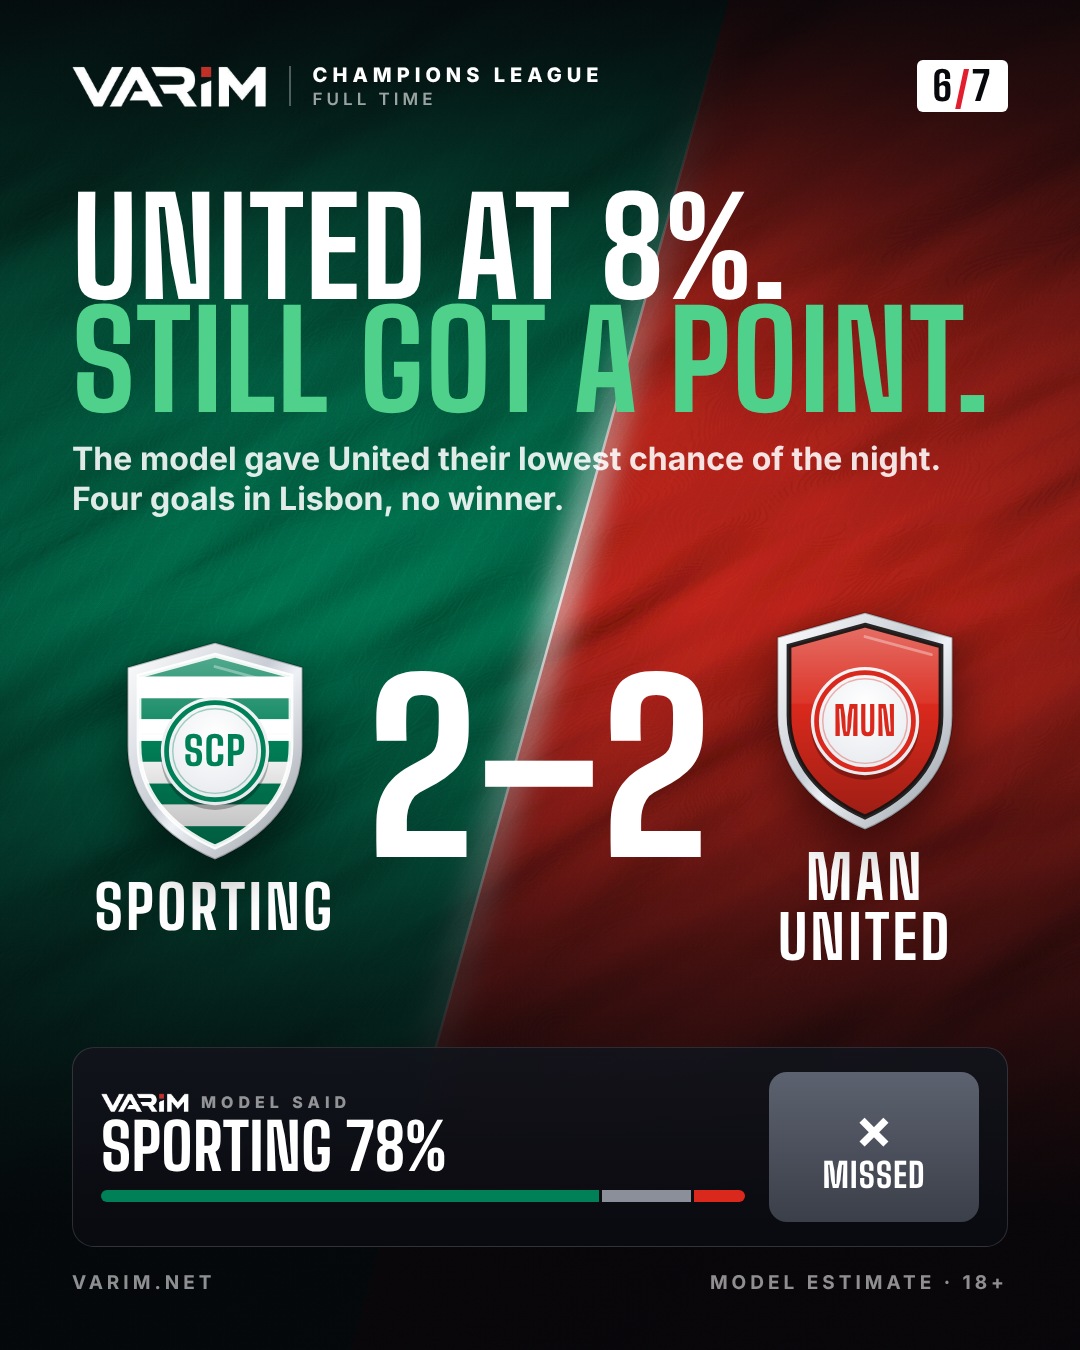 VARiM
CHAMPIONS LEAGUE
FULL TIME
6/7
UNITED AT 8%.
STILL GOT A POINT.
The model gave United their lowest chance of the night.
Four goals in Lisbon, no winner.
SCP
2–2
MUN
SPORTING
MAN
UNITED
VARiM MODEL SAID
SPORTING 78%
×
MISSED
VARIM.NET
MODEL ESTIMATE · 18+